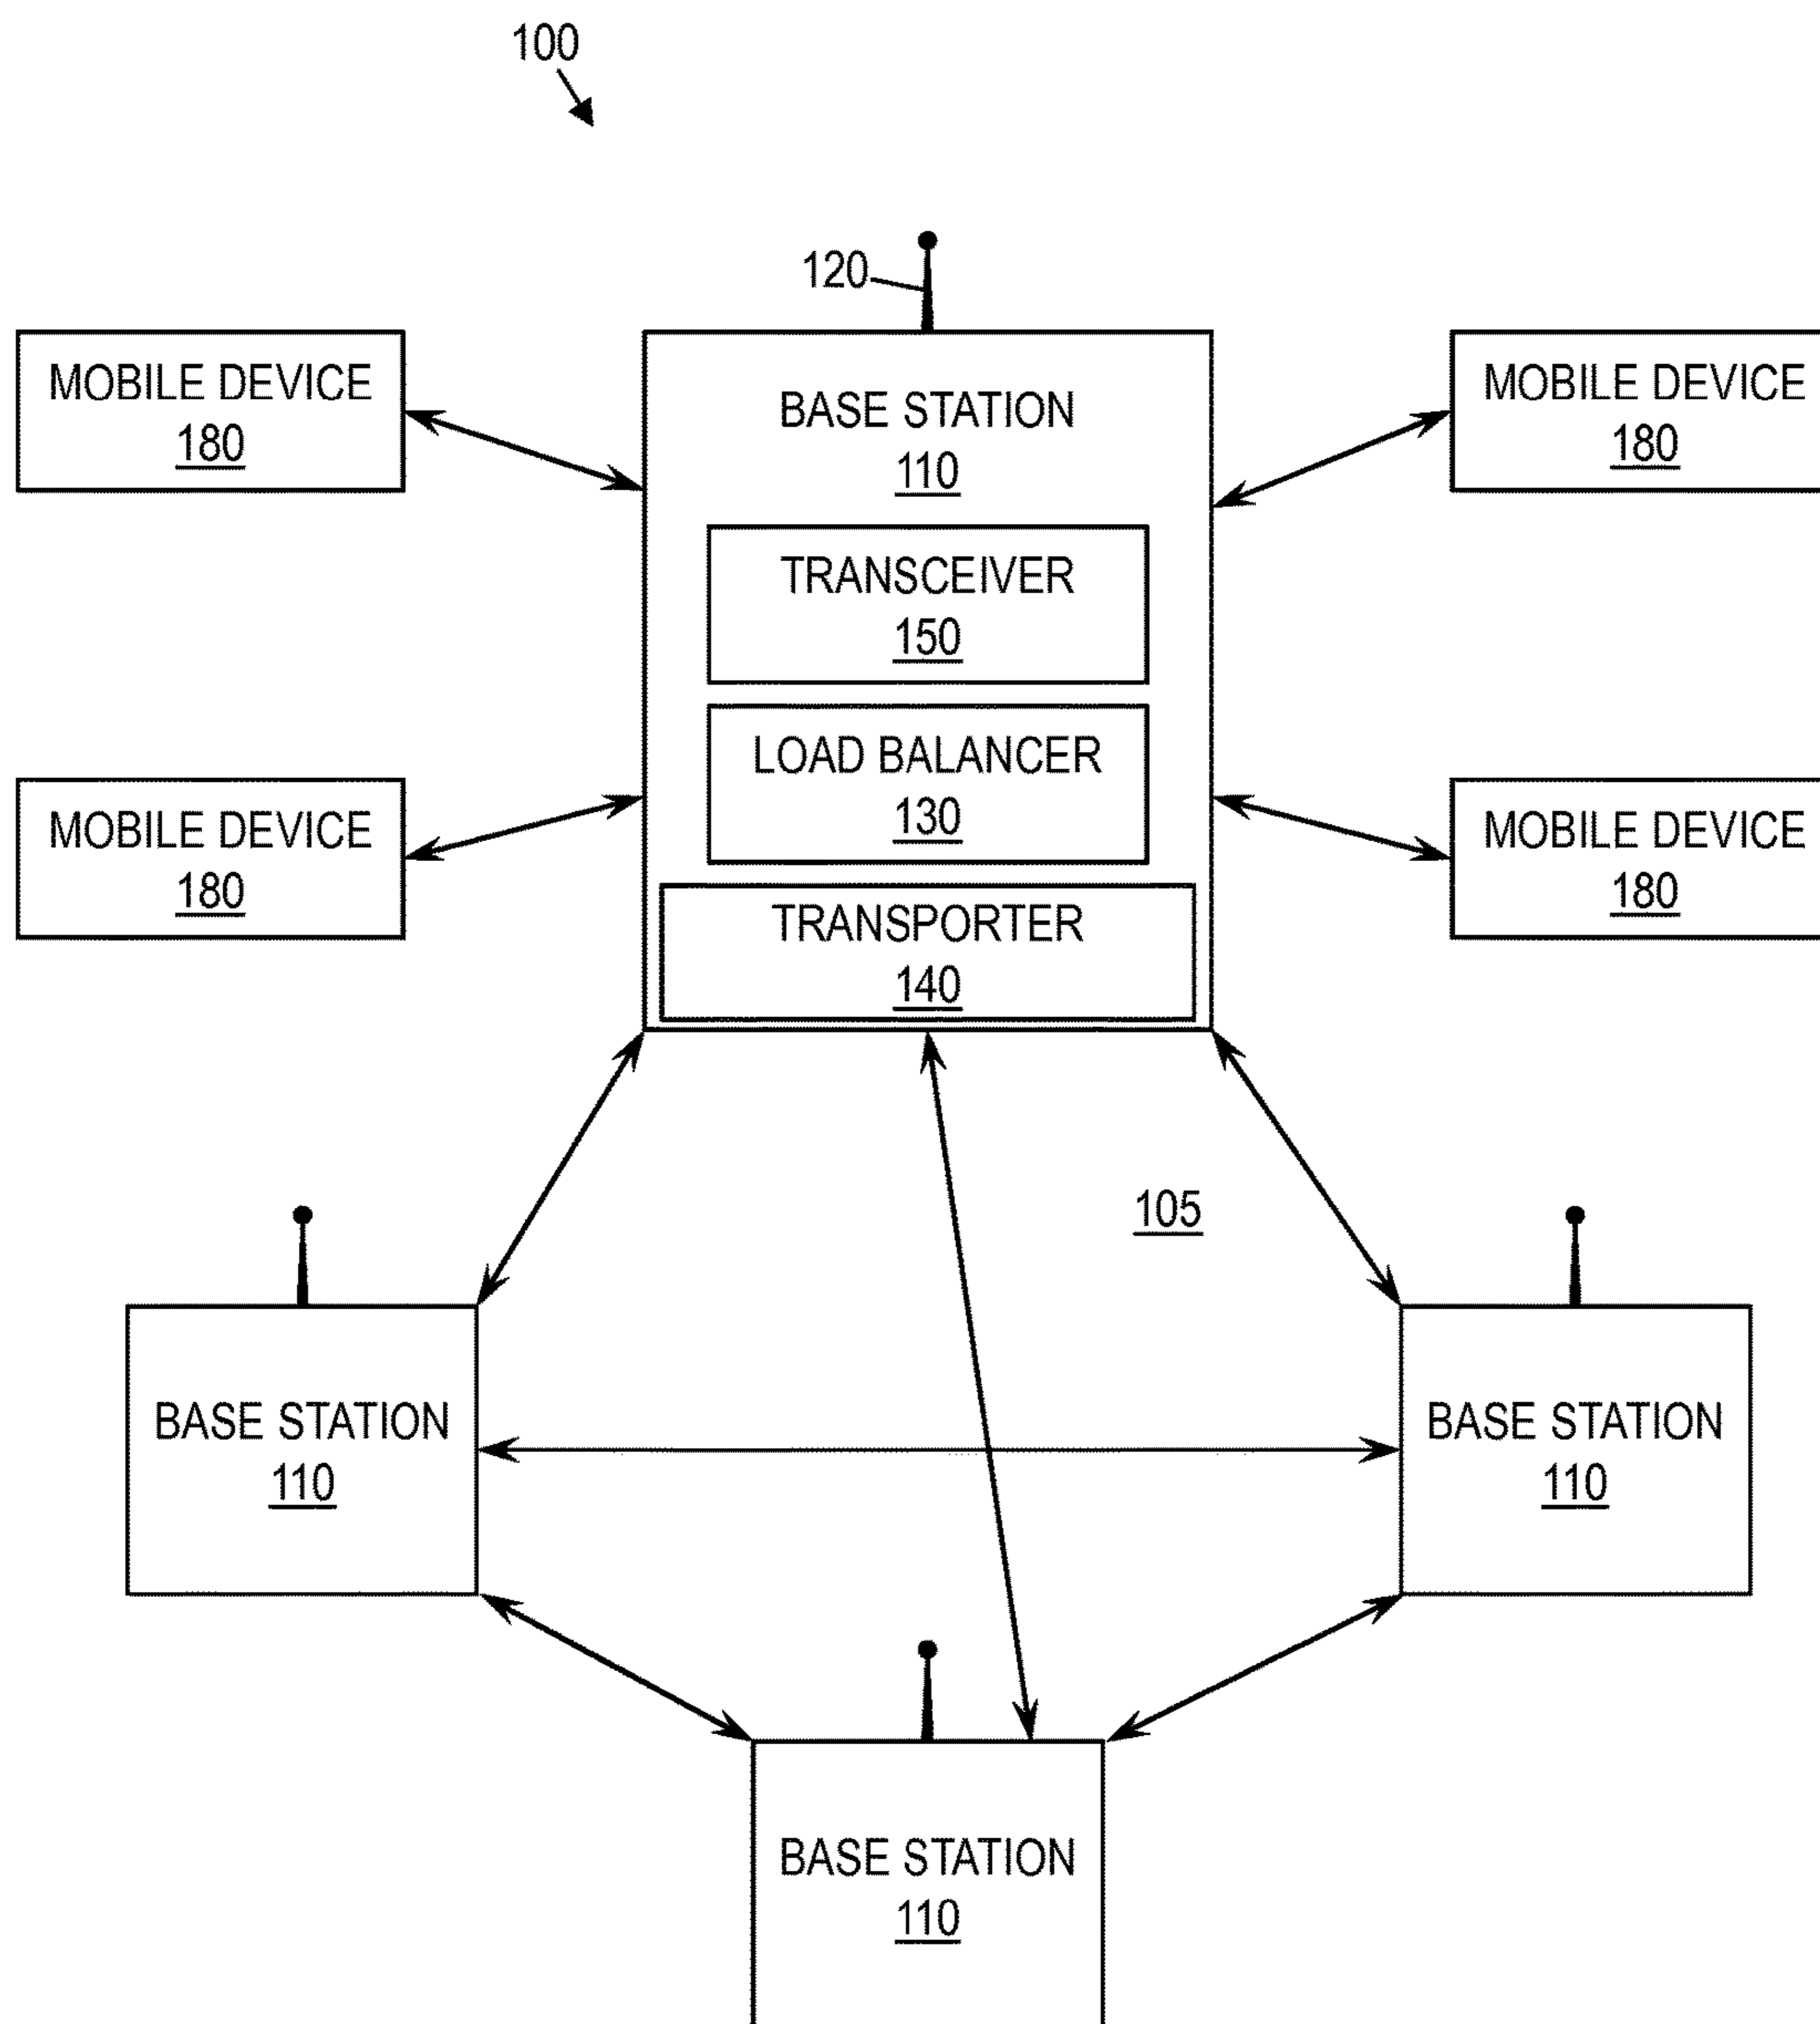 100
120
MOBILE DEVICE
180
BASE STATION
110
MOBILE DEVICE
180
TRANSCEIVER
150
LOAD BALANCER
130
MOBILE DEVICE
180
MOBILE DEVICE
180
TRANSPORTER
140
105
BASE STATION
110
BASE STATION
110
BASE STATION
110